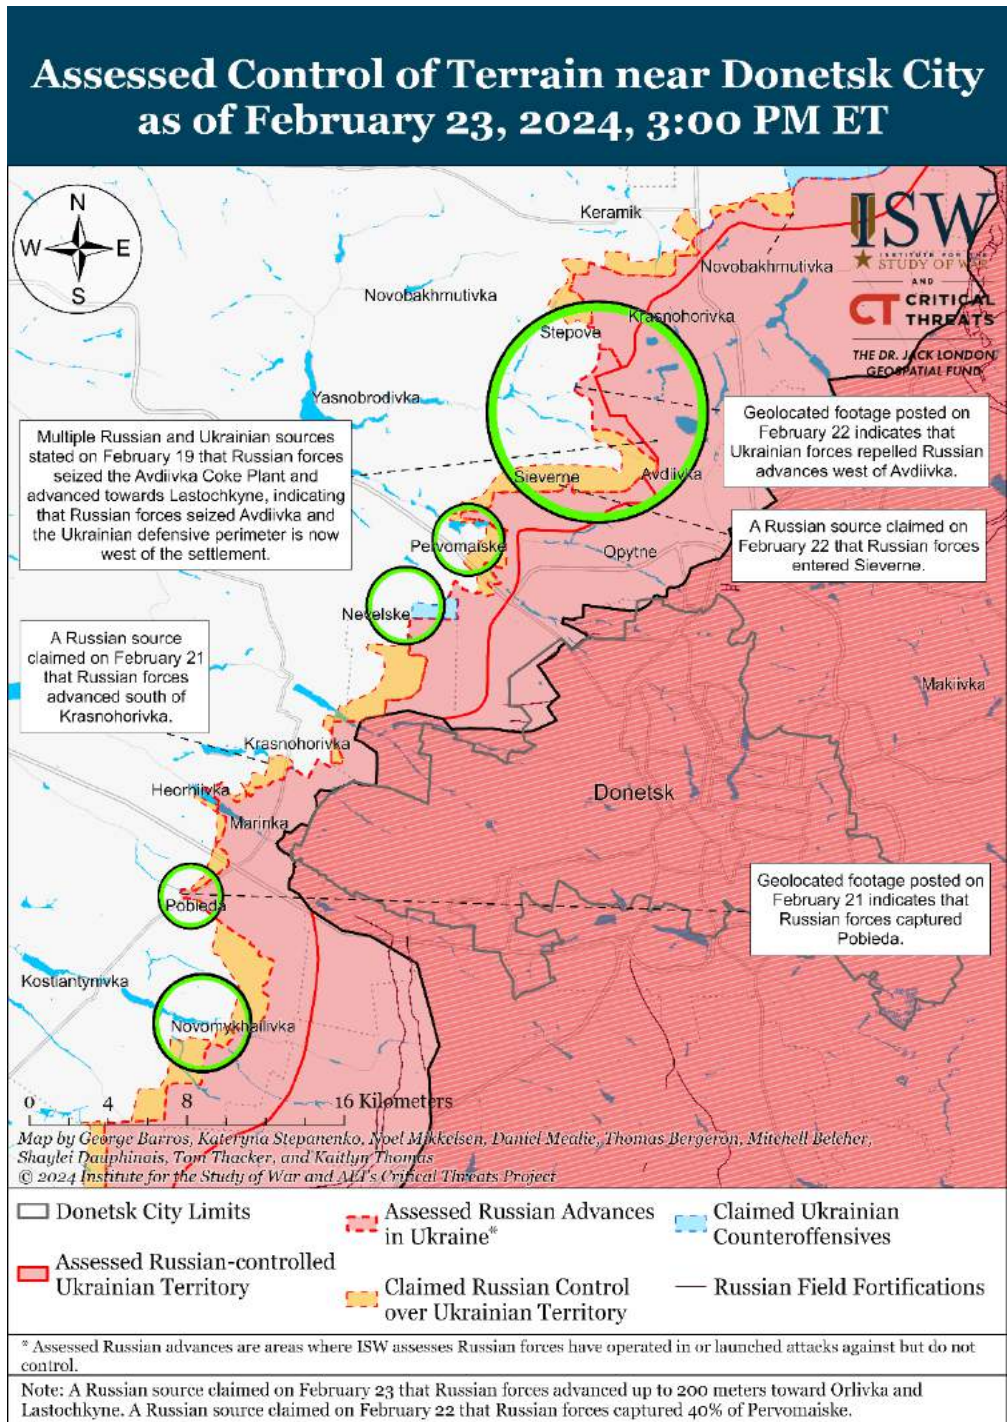 Assessed Control of Terrain near Donetsk City
as of February 23, 2024, 3:00 PM ET
N
W
E
S
Keramik
ISW
INSTITUTE FOR THE
STUDY OF WAR
AND
CT CRITICAL
THREATS
THE DR. JACK LONDON
GEOSPATIAL FUND
Novobakhmutivka
Novobakhmutivka
Krasnohorivka
Stepove
Yasnobrodivka
Geolocated footage posted on
February 22 indicates that
Ukrainian forces repelled Russian
advances west of Avdiivka.
Multiple Russian and Ukrainian sources
stated on February 19 that Russian forces
seized the Avdiivka Coke Plant and
advanced towards Lastochkyne, indicating
that Russian forces seized Avdiivka and
the Ukrainian defensive perimeter is now
west of the settlement.
Sieverne
Avdiivka
A Russian source claimed on
February 22 that Russian forces
entered Sieverne.
Pervomaiske
Opytne
Nevelske
A Russian source
claimed on February 21
that Russian forces
advanced south of
Krasnohorivka.
Makiivka
Krasnohorivka
Heorhiivka
Donetsk
Marinka
Geolocated footage posted on
February 21 indicates that
Russian forces captured
Pobieda.
Pobieda
Kostiantynivka
Novomykhailivka
0 4 8 16 Kilometers
Map by George Barros, Kateryna Stepanenko, Noel Mikkelsen, Daniel Mealie, Thomas Bergeron, Mitchell Belcher,
Shaylei Dauphinais, Tom Thacker, and Kaitlyn Thomas
© 2024 Institute for the Study of War and AEI's Critical Threats Project
Donetsk City Limits
Assessed Russian-controlled
Ukrainian Territory
Assessed Russian Advances
in Ukraine*
Claimed Russian Control
over Ukrainian Territory
Claimed Ukrainian
Counteroffensives
Russian Field Fortifications
* Assessed Russian advances are areas where ISW assesses Russian forces have operated in or launched attacks against but do not
control.
Note: A Russian source claimed on February 23 that Russian forces advanced up to 200 meters toward Orlivka and
Lastochkyne. A Russian source claimed on February 22 that Russian forces captured 40% of Pervomaiske.